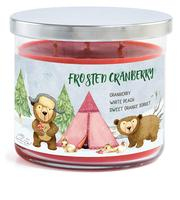 FROSTED CRANBERRY
CRANBERRY
WHITE PEACH
SWEET ORANGE SORBET